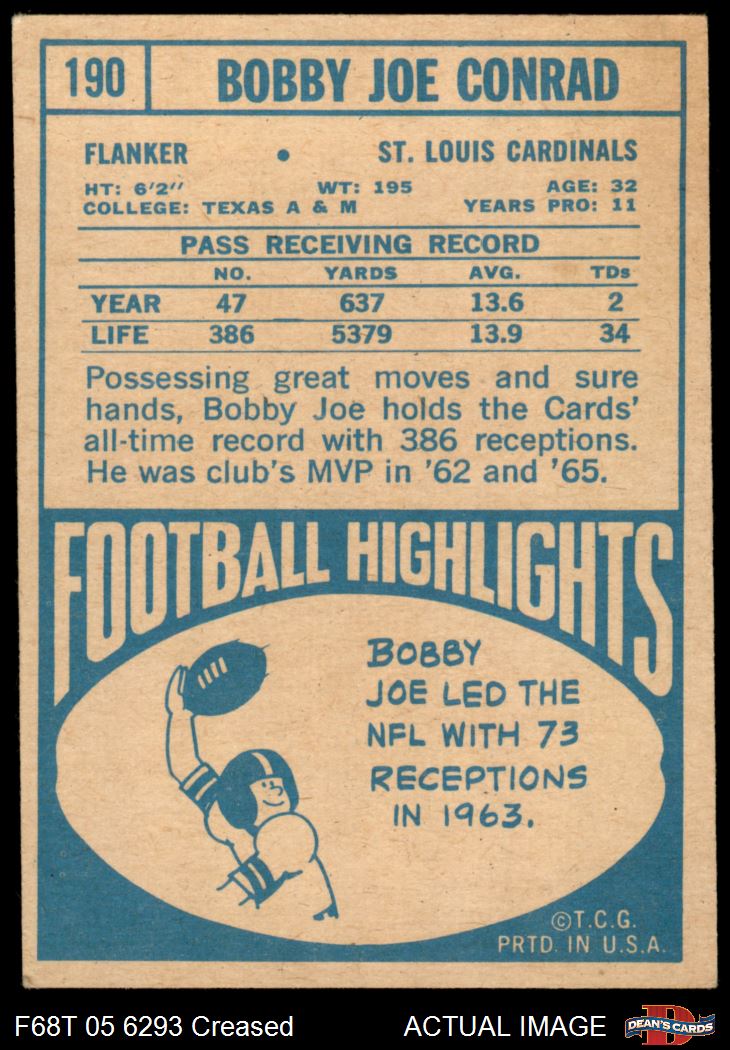 190 BOBBY JOE CONRAD
FLANKER • ST. LOUIS CARDINALS
HT: 6'2'' WT: 195 AGE: 32
COLLEGE: TEXAS A & M YEARS PRO: 11
PASS RECEIVING RECORD
NO. YARDS AVG. TDs
YEAR 47 637 13.6 2
LIFE 386 5379 13.9 34
Possessing great moves and sure
hands, Bobby Joe holds the Cards'
all-time record with 386 receptions.
He was club's MVP in '62 and '65.
FOOTBALL HIGHLIGHTS
BOBBY
JOE LED THE
NFL WITH 73
RECEPTIONS
IN 1963.
©T.C.G.
PRTD. IN U.S.A.
F68T 05 6293 Creased ACTUAL IMAGE D DEAN'S CARDS